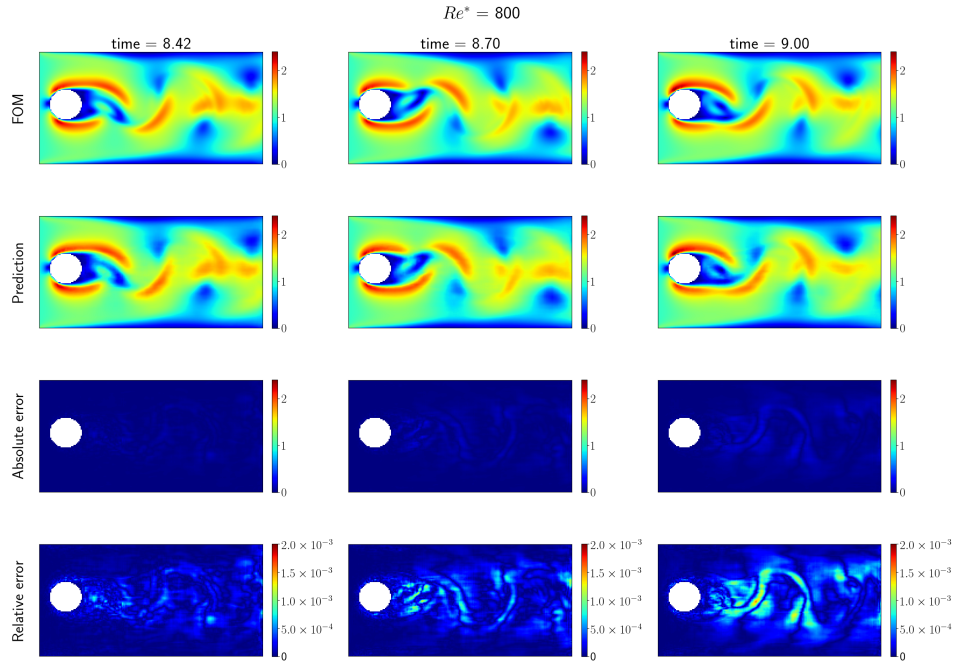 Re* = 800
time = 8.42
time = 8.70
time = 9.00
FOM
2
1
0
2
1
0
2
1
0
Prediction
2
1
0
2
1
0
2
1
0
Absolute error
2
1
0
2
1
0
2
1
0
Relative error
2.0 × 10⁻³
1.5 × 10⁻³
1.0 × 10⁻³
5.0 × 10⁻⁴
0
2.0 × 10⁻³
1.5 × 10⁻³
1.0 × 10⁻³
5.0 × 10⁻⁴
0
2.0 × 10⁻³
1.5 × 10⁻³
1.0 × 10⁻³
5.0 × 10⁻⁴
0